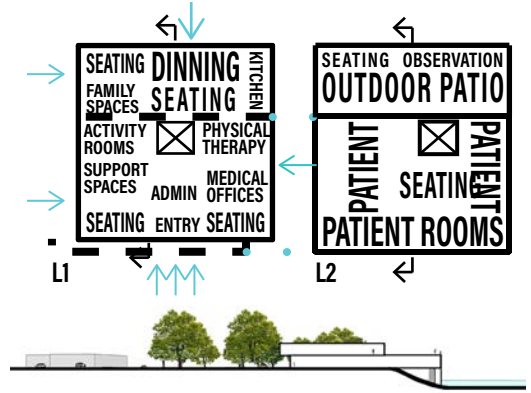 SEATING DINNING
KITCHEN
FAMILY
SPACES SEATING
ACTIVITY
ROOMS
PHYSICAL
THERAPY
SUPPORT
SPACES
ADMIN
MEDICAL
OFFICES
SEATING ENTRY SEATING
L1
SEATING OBSERVATION
OUTDOOR PATIO
PATIENT
PATIENT
SEATING
PATIENT ROOMS
L2